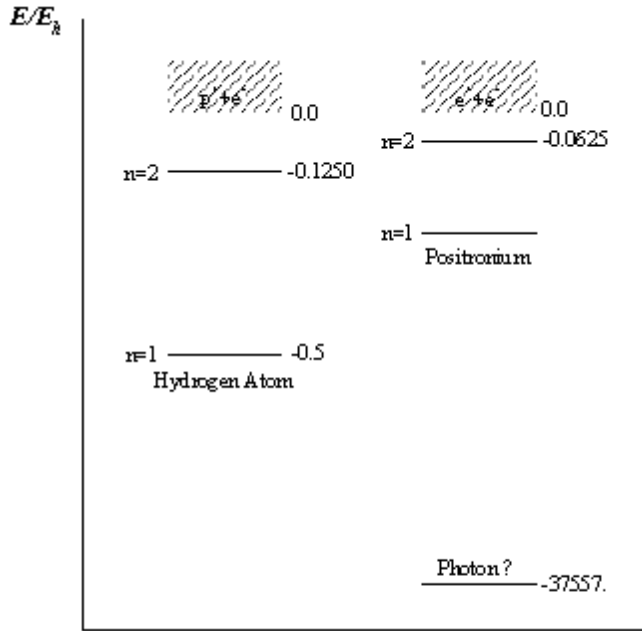 E/E_h
p⁺+e⁻
0.0
e⁺+e⁻
0.0
n=2
-0.1250
n=2
-0.0625
n=1
Positronium
n=1
-0.5
Hydrogen Atom
Photon ?
-37557.